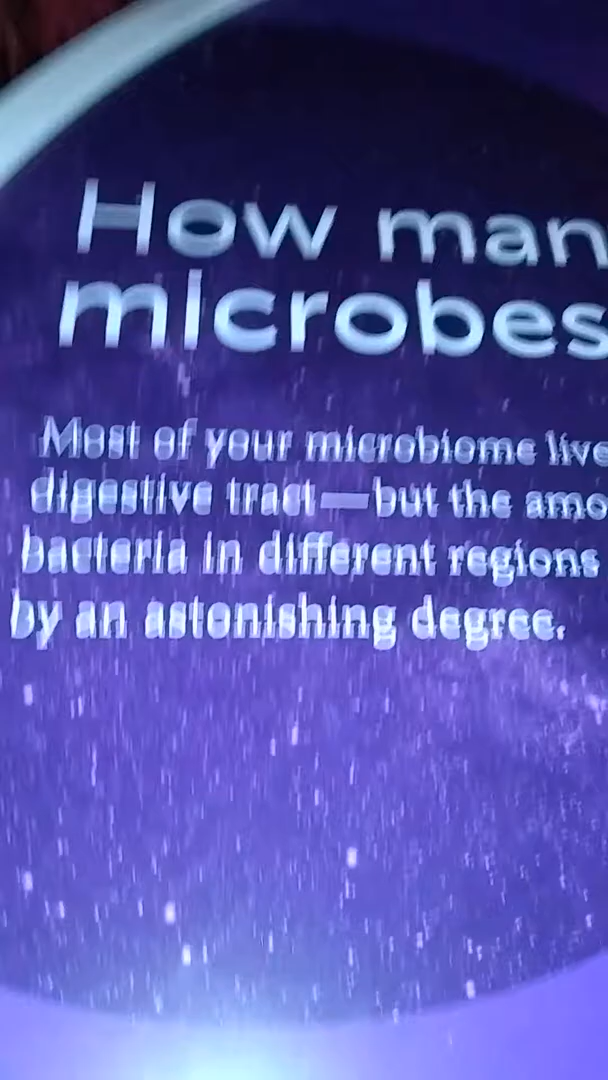 How man
microbes
Most of your microbiome live
digestive tract—but the amo
bacteria in different regions
by an astonishing degree.